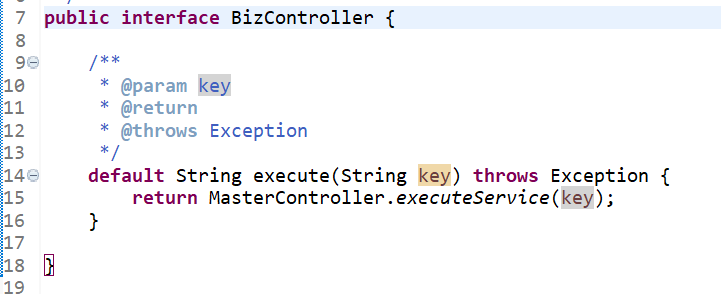 7 public interface BizController {
8
9 /**
10 * @param key
11 * @return
12 * @throws Exception
13 */
14 default String execute(String key) throws Exception {
15 return MasterController.executeService(key);
16 }
17
18 }
19